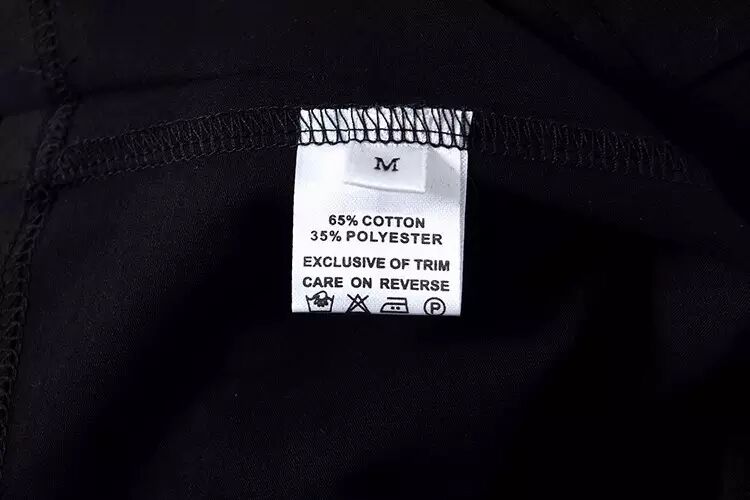 M
65% COTTON
35% POLYESTER
EXCLUSIVE OF TRIM
CARE ON REVERSE
P